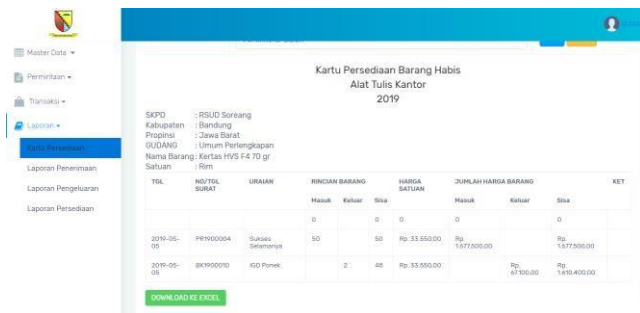 Master Data
Permintaan
Transaksi
Laporan
Kartu Persediaan
Laporan Penerimaan
Laporan Pengeluaran
Laporan Persediaan
Kartu Persediaan Barang Habis
Alat Tulis Kantor
2019
SKPD : RSUD Soreang
Kabupaten : Bandung
Propinsi : Jawa Barat
GUDANG : Umum Perlengkapan
Nama Barang : Kertas HVS F4 70 gr
Satuan : Rim
TGL NO/TGL SURAT URAIAN RINCIAN BARANG HARGA SATUAN JUMLAH HARGA BARANG KET
Masuk Keluar Sisa Masuk Keluar Sisa
0 0 0 0 0
2019-05-05 PR1900064 Sukses Selamanya 50 50 Rp. 33.550,00 Rp. 1.677.500,00 Rp. 1.677.500,00
2019-05-05 BK1900010 IGD Ponek 2 48 Rp. 33.550,00 Rp. 67.100,00 Rp. 1.610.400,00
DOWNLOAD KE EXCEL